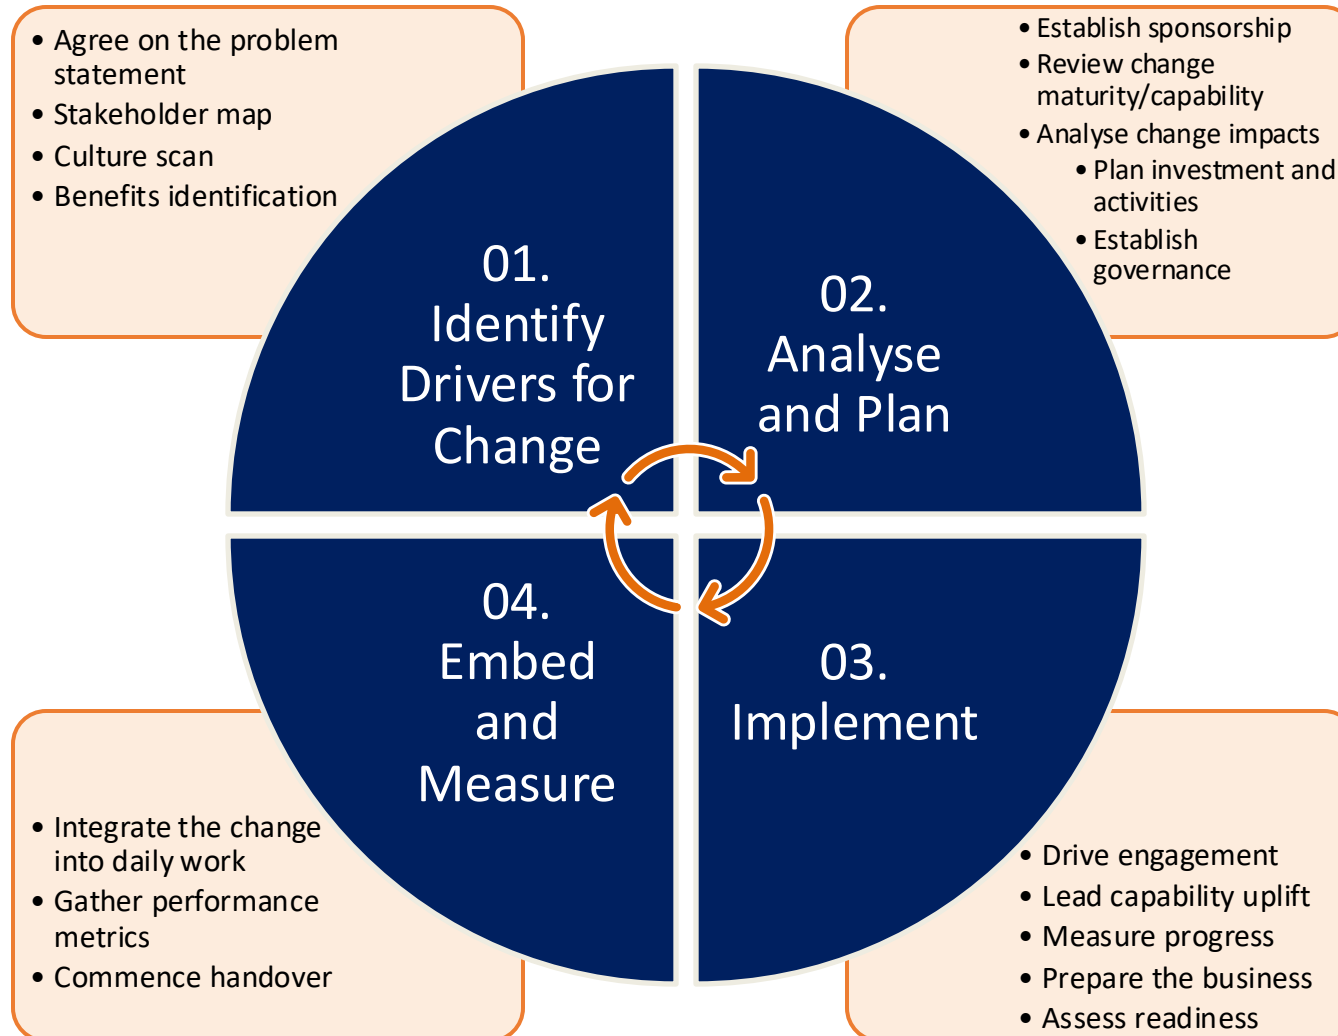 • Agree on the problem
statement
• Stakeholder map
• Culture scan
• Benefits identification
• Establish sponsorship
• Review change
maturity/capability
• Analyse change impacts
• Plan investment and
activities
• Establish
governance
01.
Identify
Drivers for
Change
02.
Analyse
and Plan
04.
Embed
and
Measure
03.
Implement
• Integrate the change
into daily work
• Gather performance
metrics
• Commence handover
• Drive engagement
• Lead capability uplift
• Measure progress
• Prepare the business
• Assess readiness